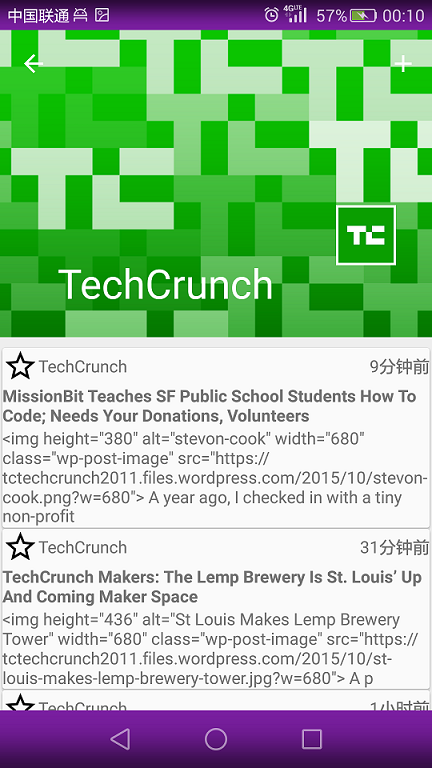 中国联通 4GLTE 57% 00:10
TC
TechCrunch
TechCrunch 9分钟前
MissionBit Teaches SF Public School Students How To
Code; Needs Your Donations, Volunteers
<img height="380" alt="stevon-cook" width="680"
class="wp-post-image" src="https://
tctechcrunch2011.files.wordpress.com/2015/10/stevon-
cook.png?w=680"> A year ago, I checked in with a tiny
non-profit
TechCrunch 31分钟前
TechCrunch Makers: The Lemp Brewery Is St. Louis’ Up
And Coming Maker Space
<img height="436" alt="St Louis Makes Lemp Brewery
Tower" width="680" class="wp-post-image" src="https://
tctechcrunch2011.files.wordpress.com/2015/10/st-
louis-makes-lemp-brewery-tower.jpg?w=680"> A p
TechCrunch 1小时前